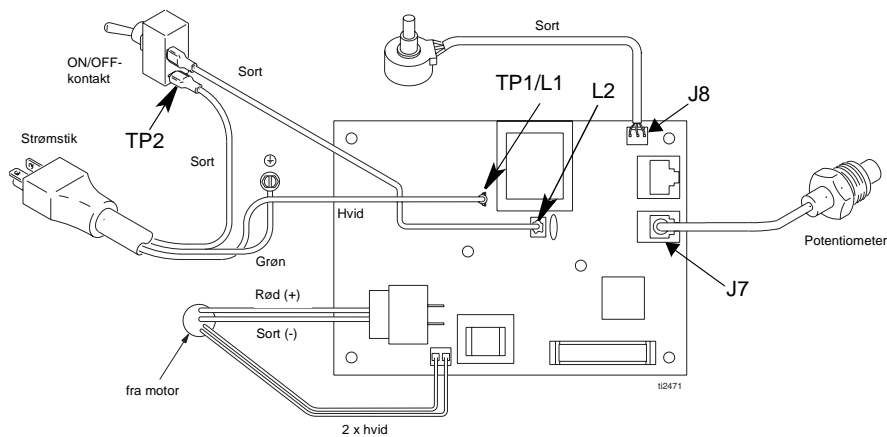 Sort
ON/OFF-
kontakt
Sort
TP1/L1
L2
J8
TP2
Strømstik
Sort
Hvid
Grøn
Potentiometer
J7
Rød (+)
Sort (-)
fra motor
2 x hvid
ti2471